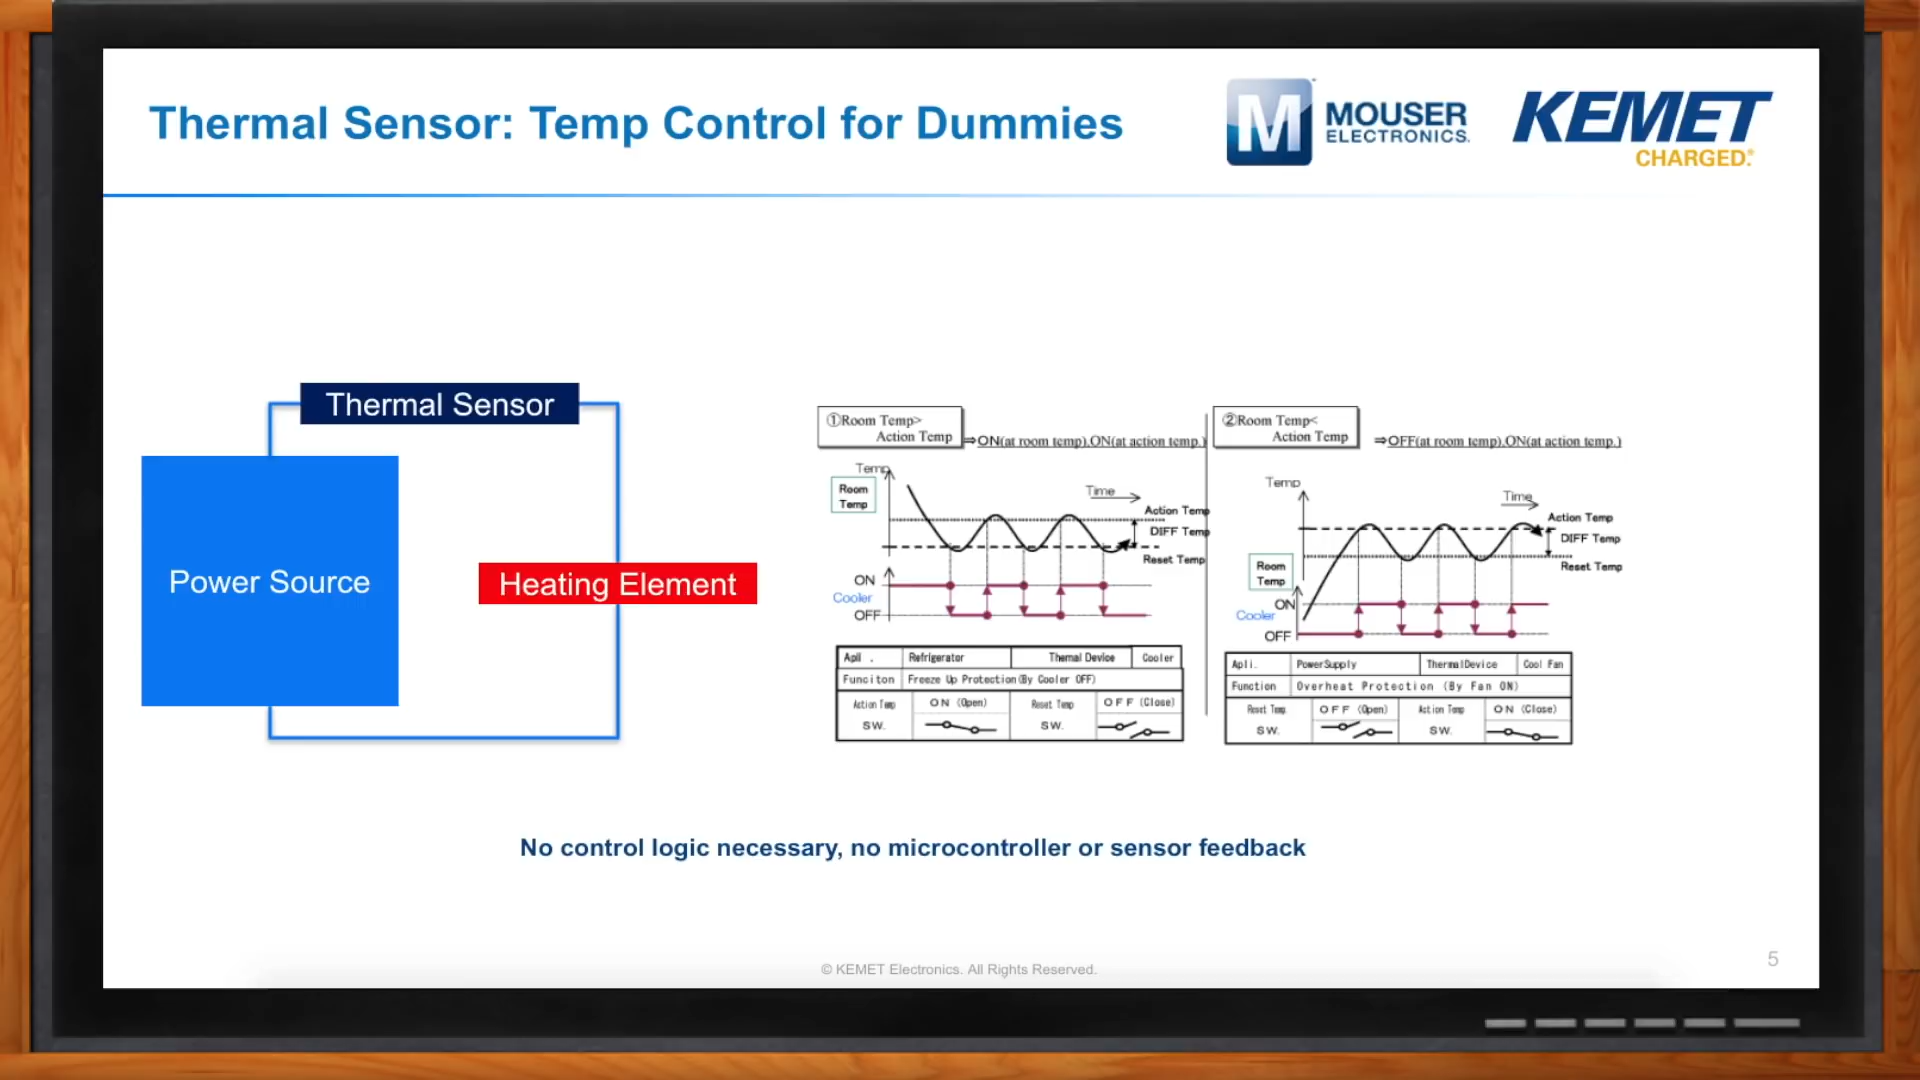 Thermal Sensor: Temp Control for Dummies
M MOUSER
ELECTRONICS.
KEMET
CHARGED.®
Thermal Sensor
Power Source
Heating Element
①Room Temp>
Action Temp
⇒ON(at room temp).ON(at action temp.)
Temp
Room
Temp
Time
Action Temp
DIFF Temp
Reset Temp
ON
Cooler
OFF
Apli . Refrigerator Themal Device Cooler
Funciton Freeze Up Protection(By Cooler OFF)
Action Temp ON (Open) Reset Temp OFF (Close)
SW. SW.
②Room Temp<
Action Temp
⇒OFF(at room temp).ON(at action temp.)
Temp
Time
Action Temp
DIFF Temp
Reset Temp
Room
Temp
ON
Cooler
OFF
Apli. PowerSupply ThermalDevice Cool Fan
Function Overheat Protection (By Fan ON)
Reset Temp OFF (Open) Action Temp ON (Close)
SW. SW.
No control logic necessary, no microcontroller or sensor feedback
© KEMET Electronics. All Rights Reserved.
5